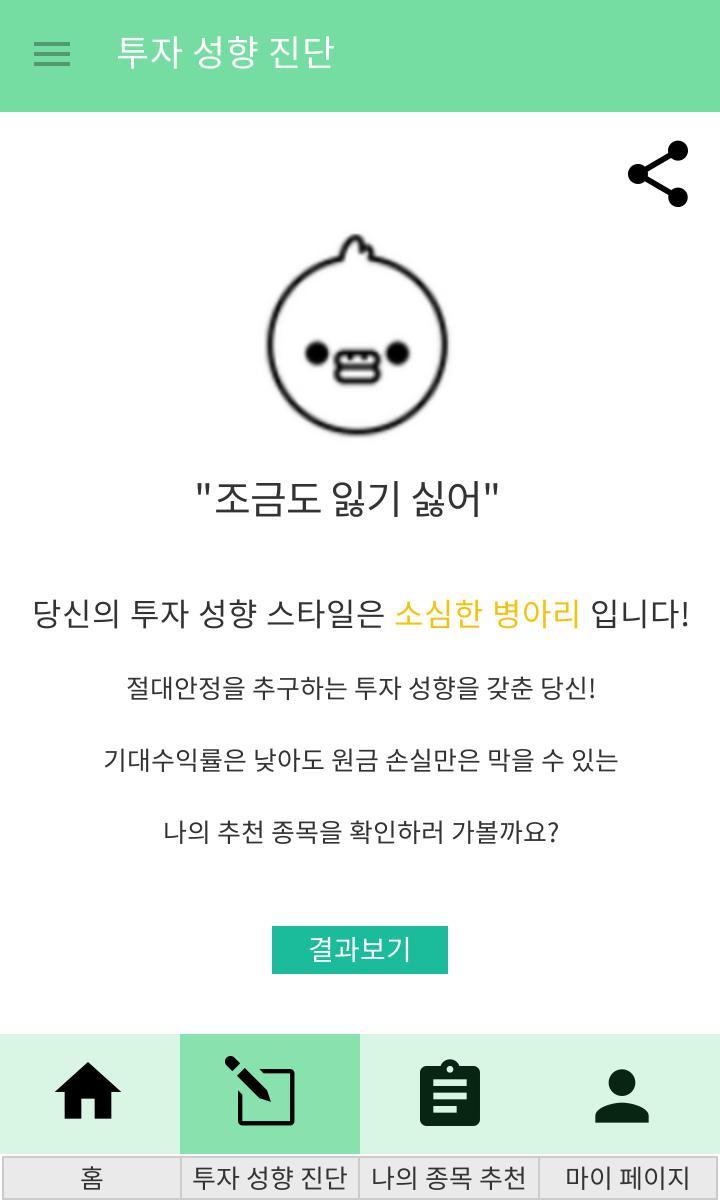 투자 성향 진단
"조금도 잃기 싫어"
당신의 투자 성향 스타일은 소심한 병아리 입니다!
절대안정을 추구하는 투자 성향을 갖춘 당신!
기대수익률은 낮아도 원금 손실만은 막을 수 있는
나의 추천 종목을 확인하러 가볼까요?
결과보기
홈
투자 성향 진단
나의 종목 추천
마이 페이지